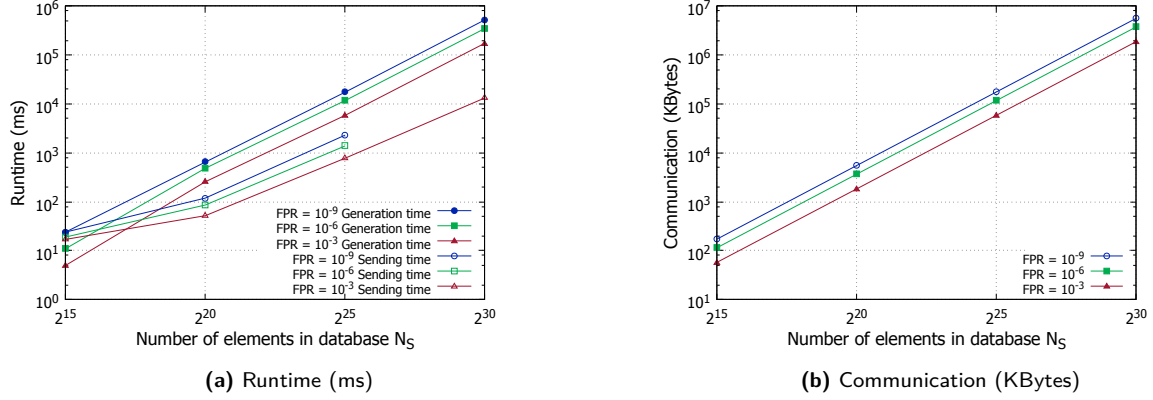 10^6
10^5
10^4
10^3
10^2
10^1
10^0
Runtime (ms)
FPR = 10^-9 Generation time
FPR = 10^-6 Generation time
FPR = 10^-3 Generation time
FPR = 10^-9 Sending time
FPR = 10^-6 Sending time
FPR = 10^-3 Sending time
2^15 2^20 2^25 2^30
Number of elements in database N_S
(a) Runtime (ms)
10^7
10^6
10^5
10^4
10^3
10^2
10^1
Communication (KBytes)
FPR = 10^-9
FPR = 10^-6
FPR = 10^-3
2^15 2^20 2^25 2^30
Number of elements in database N_S
(b) Communication (KBytes)